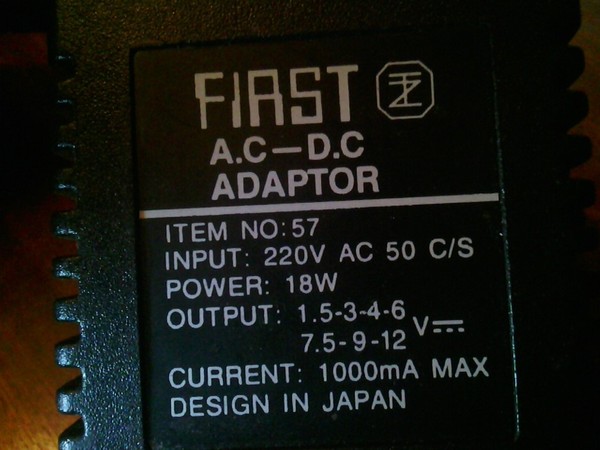 FIRST
A.C-D.C
ADAPTOR
ITEM NO:57
INPUT: 220V AC 50 C/S
POWER: 18W
OUTPUT: 1.5-3-4-6
7.5-9-12 V
CURRENT: 1000mA MAX
DESIGN IN JAPAN